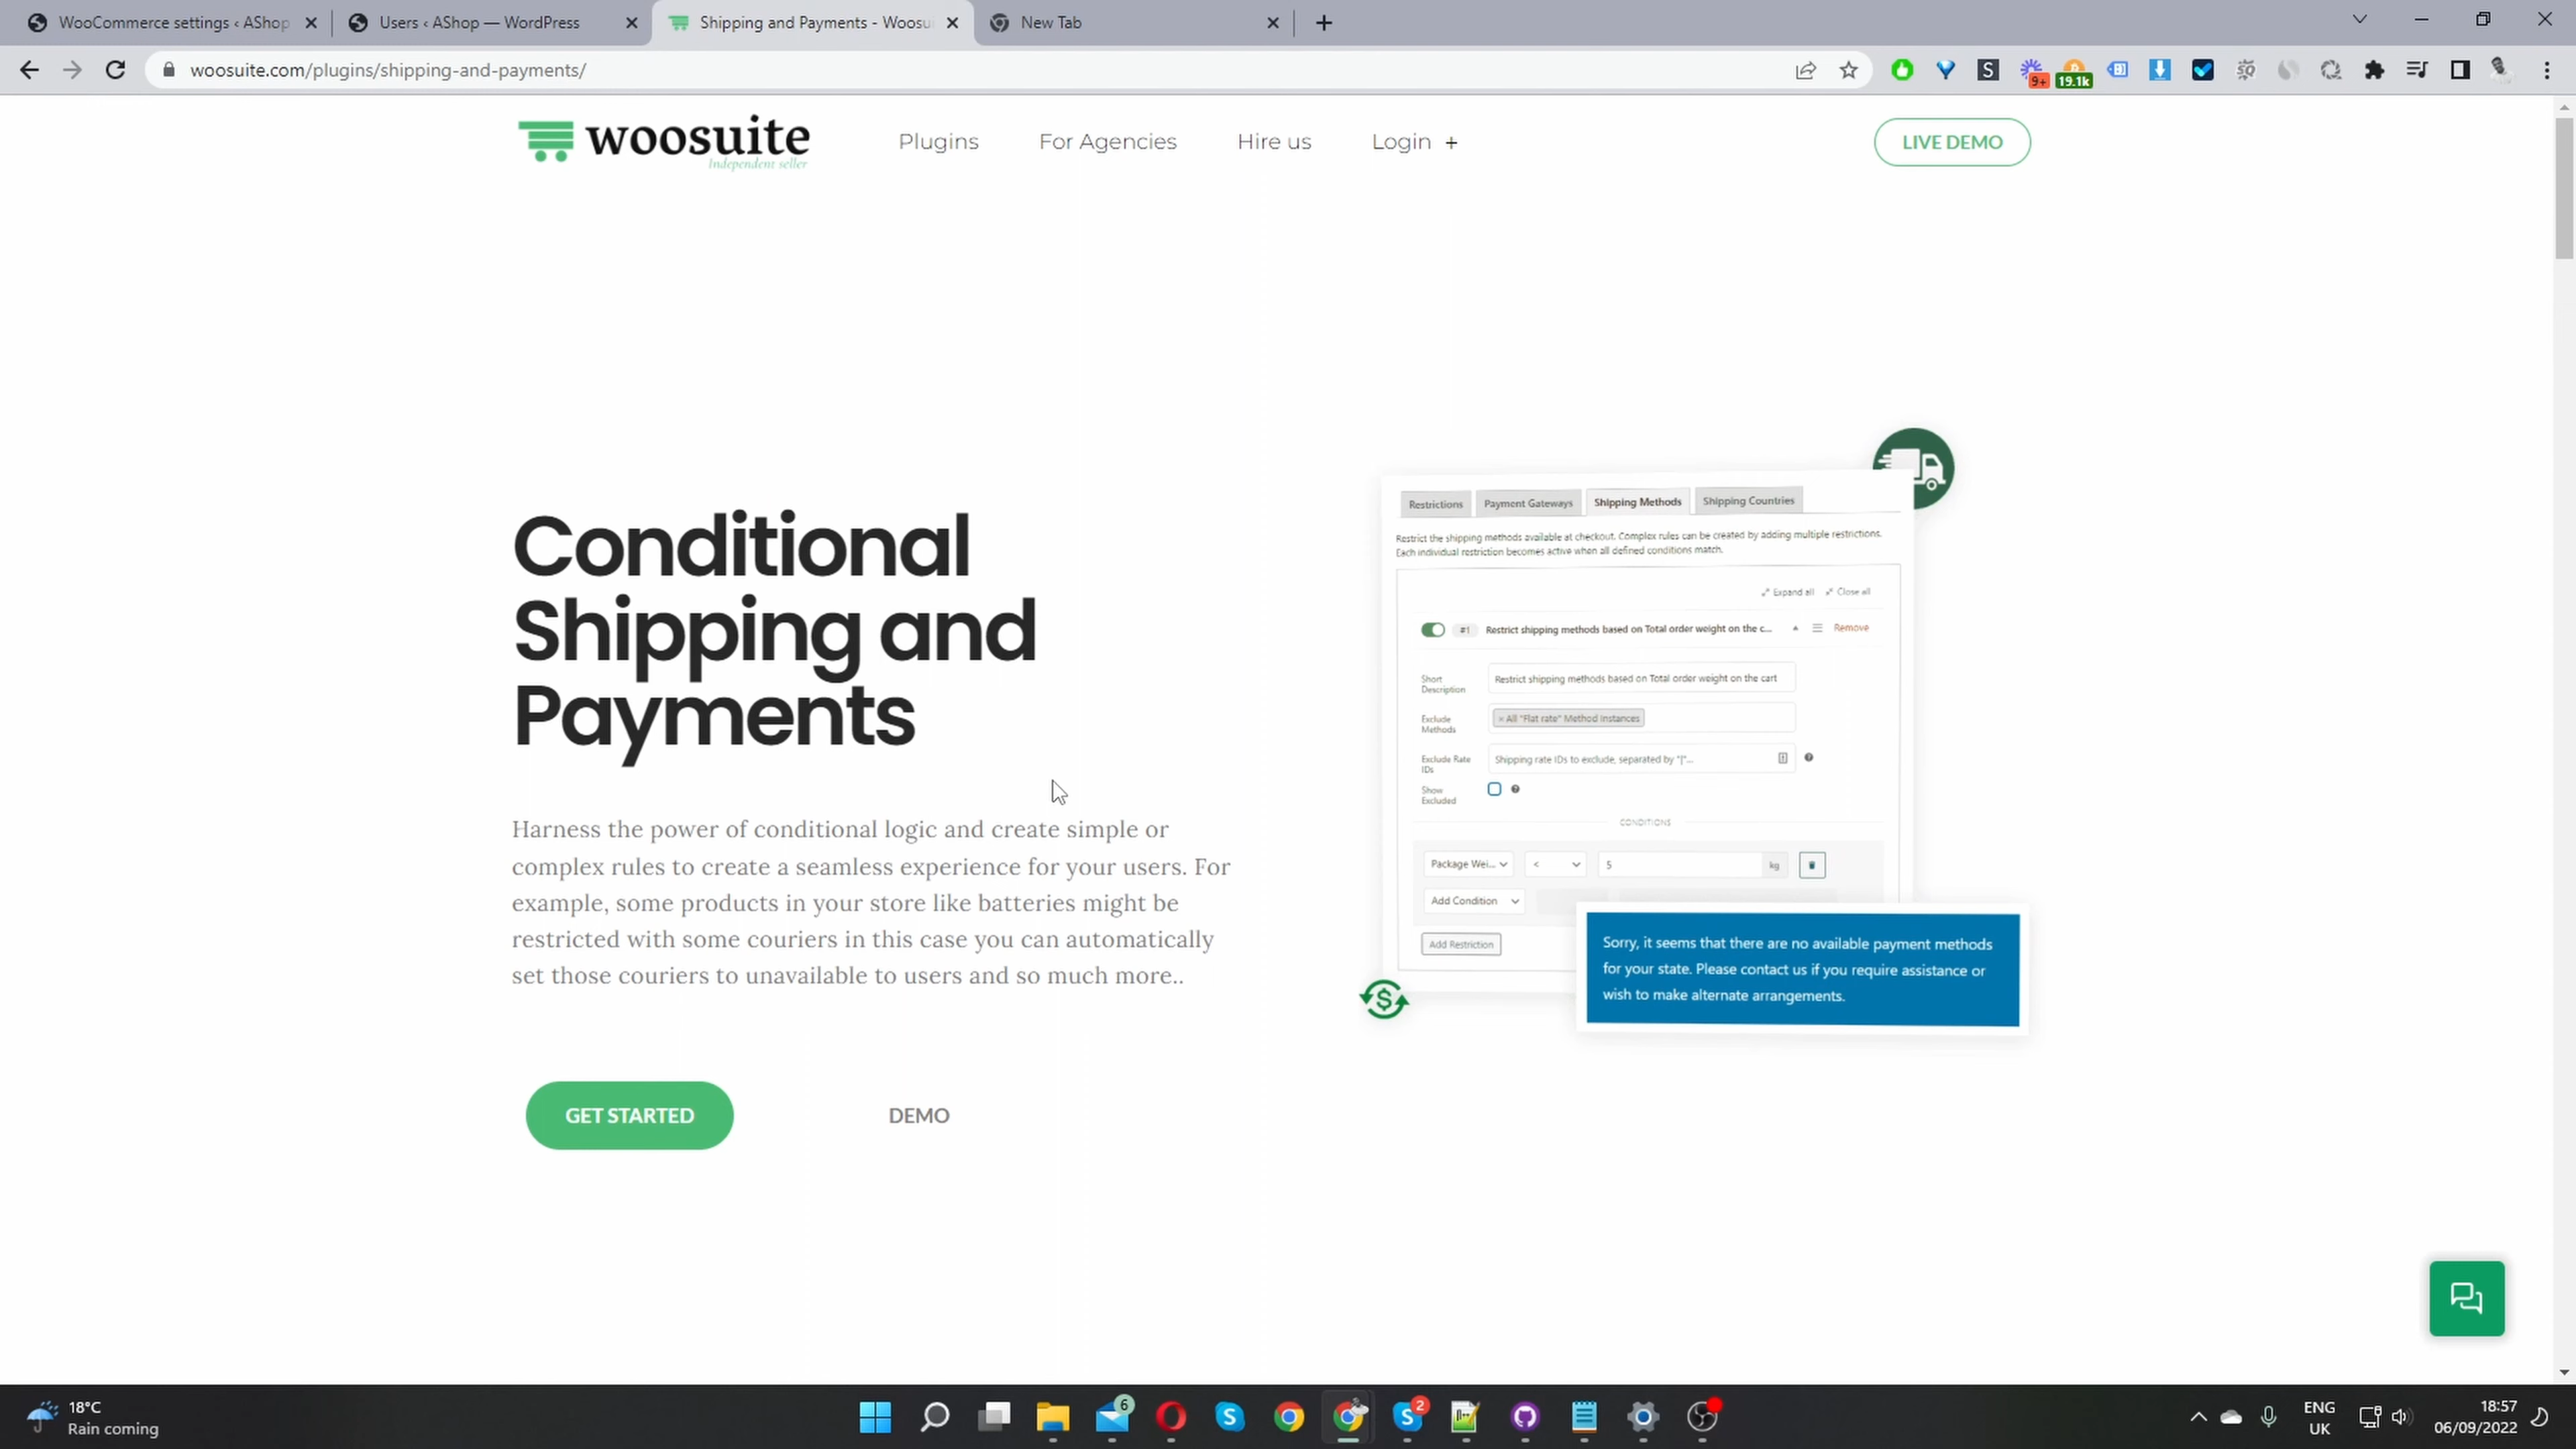 WooCommerce settings ‹ AShop
Users ‹ AShop — WordPress
Shipping and Payments - Woosu
New Tab
woosuite.com/plugins/shipping-and-payments/
9+
19.1k
woosuite
Independent seller
Plugins
For Agencies
Hire us
Login +
LIVE DEMO
Conditional
Shipping and
Payments
Harness the power of conditional logic and create simple or
complex rules to create a seamless experience for your users. For
example, some products in your store like batteries might be
restricted with some couriers in this case you can automatically
set those couriers to unavailable to users and so much more..
GET STARTED
DEMO
Restrictions
Payment Gateways
Shipping Methods
Shipping Countries
Restrict the shipping methods available at checkout. Complex rules can be created by adding multiple restrictions.
Each individual restriction becomes active when all defined conditions match.
Expand all
Close all
#1
Restrict shipping methods based on Total order weight on the c...
Remove
Short
Description
Restrict shipping methods based on Total order weight on the cart
Exclude
Methods
× All "Flat rate" Method Instances
Exclude Rate
IDs
Shipping rate IDs to exclude, separated by "|"...
Show
Excluded
CONDITIONS
Package Wei...
<
5
kg
Add Condition
Add Restriction
Sorry, it seems that there are no available payment methods
for your state. Please contact us if you require assistance or
wish to make alternate arrangements.
18°C
Rain coming
6
2
ENG
UK
18:57
06/09/2022